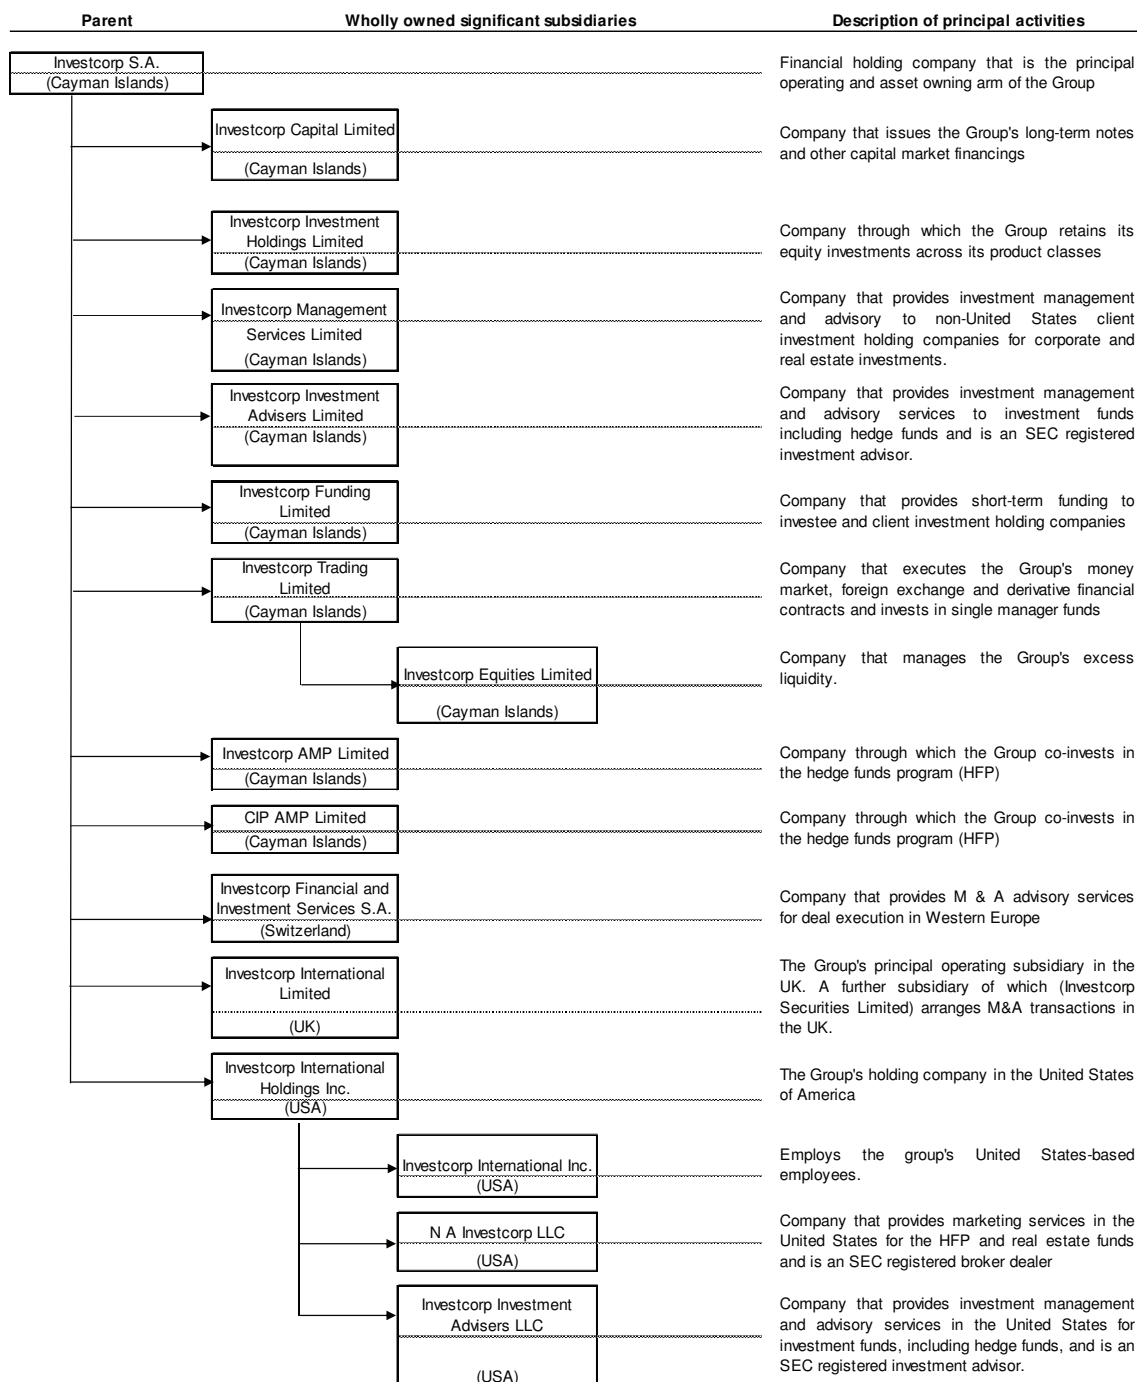 Parent Wholly owned significant subsidiaries Description of principal activities
Investcorp S.A.
(Cayman Islands)
Financial holding company that is the principal
operating and asset owning arm of the Group
Investcorp Capital Limited
(Cayman Islands)
Company that issues the Group's long-term notes
and other capital market financings
Investcorp Investment
Holdings Limited
(Cayman Islands)
Company through which the Group retains its
equity investments across its product classes
Investcorp Management
Services Limited
(Cayman Islands)
Company that provides investment management
and advisory to non-United States client
investment holding companies for corporate and
real estate investments.
Investcorp Investment
Advisers Limited
(Cayman Islands)
Company that provides investment management
and advisory services to investment funds
including hedge funds and is an SEC registered
investment advisor.
Investcorp Funding
Limited
(Cayman Islands)
Company that provides short-term funding to
investee and client investment holding companies
Investcorp Trading
Limited
(Cayman Islands)
Company that executes the Group's money
market, foreign exchange and derivative financial
contracts and invests in single manager funds
Investcorp Equities Limited
(Cayman Islands)
Company that manages the Group's excess
liquidity.
Investcorp AMP Limited
(Cayman Islands)
Company through which the Group co-invests in
the hedge funds program (HFP)
CIP AMP Limited
(Cayman Islands)
Company through which the Group co-invests in
the hedge funds program (HFP)
Investcorp Financial and
Investment Services S.A.
(Switzerland)
Company that provides M & A advisory services
for deal execution in Western Europe
Investcorp International
Limited
(UK)
The Group's principal operating subsidiary in the
UK. A further subsidiary of which (Investcorp
Securities Limited) arranges M&A transactions in
the UK.
Investcorp International
Holdings Inc.
(USA)
The Group's holding company in the United States
of America
Investcorp International Inc.
(USA)
Employs the group's United States-based
employees.
N A Investcorp LLC
(USA)
Company that provides marketing services in the
United States for the HFP and real estate funds
and is an SEC registered broker dealer
Investcorp Investment
Advisers LLC
(USA)
Company that provides investment management
and advisory services in the United States for
investment funds, including hedge funds, and is an
SEC registered investment advisor.